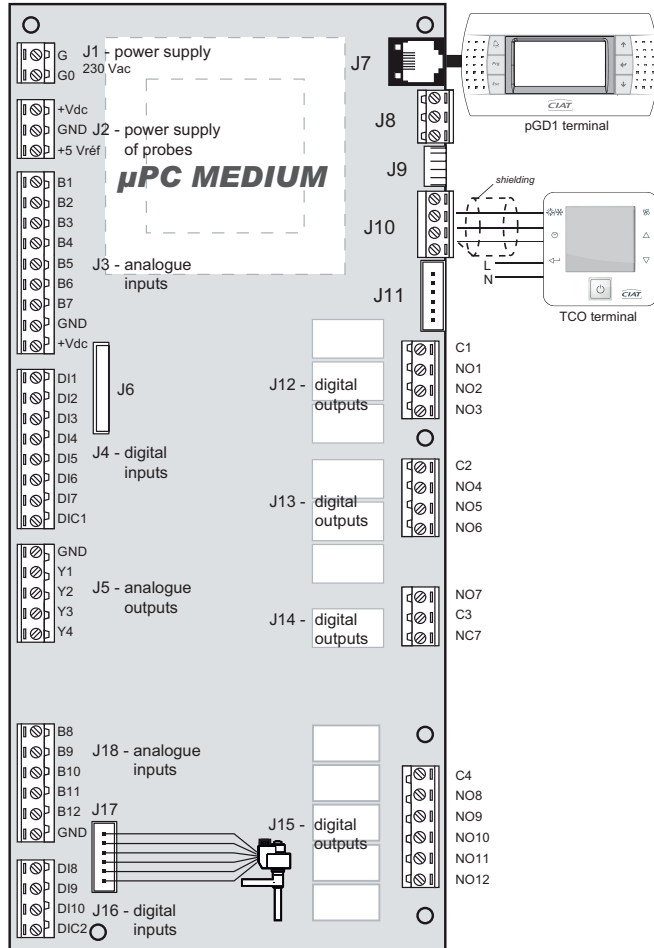 G
G0
J1 - power supply
230 Vac
+Vdc
GND
+5 Vréf
J2 - power supply
of probes
µPC MEDIUM
B1
B2
B3
B4
B5
B6
B7
GND
+Vdc
J3 - analogue
inputs
DI1
DI2
DI3
DI4
DI5
DI6
DI7
DIC1
J6
J4 - digital
inputs
GND
Y1
Y2
Y3
Y4
J5 - analogue
outputs
B8
B9
B10
B11
B12
GND
J18 - analogue
inputs
J17
DI8
DI9
DI10
DIC2
J16 - digital
inputs
J7
J8
J9
J10
J11
Prg
Esc
CIAT
pGD1 terminal
shielding
L
N
CIAT
TCO terminal
J12 - digital
outputs
C1
NO1
NO2
NO3
J13 - digital
outputs
C2
NO4
NO5
NO6
J14 - digital
outputs
NO7
C3
NC7
J15 - digital
outputs
C4
NO8
NO9
NO10
NO11
NO12